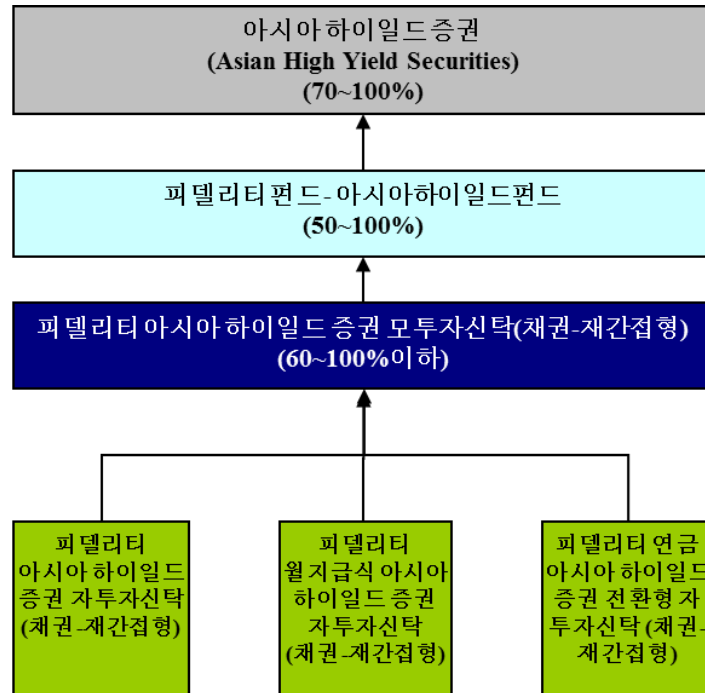 아시아하이일드증권
(Asian High Yield Securities)
(70~100%)
피델리티펀드-아시아하이일드펀드
(50~100%)
피델리티아시아하이일드 증권 모투자신탁(채권-재간접형)
(60~100%이하)
피델리티
아시아하이일드
증권 자투자신탁
(채권-재간접형)
피델리티
월지급식 아시아
하이일드 증권
자투자신탁
(채권-재간접형)
피델리티 연금
아시아하이일드
증권 전환형 자
투자신탁 (채권-
재간접형)